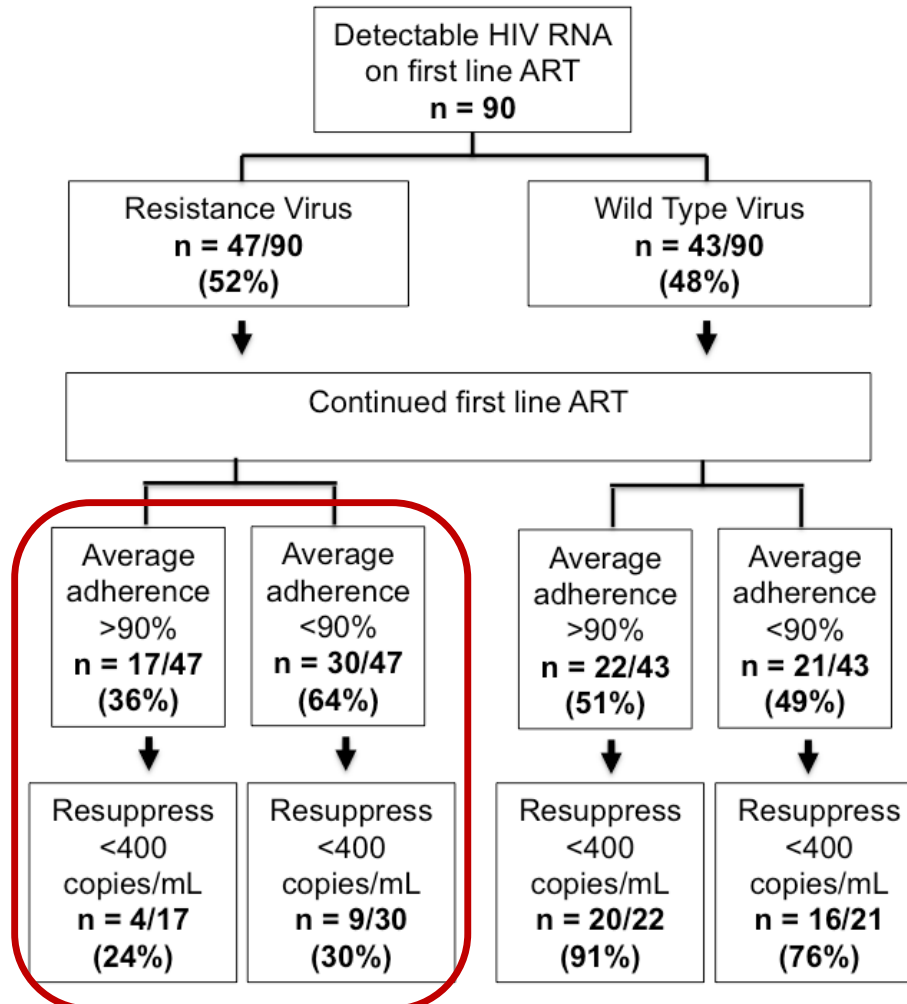 Detectable HIV RNA
on first line ART
n = 90
Resistance Virus
n = 47/90
(52%)
Wild Type Virus
n = 43/90
(48%)
Continued first line ART
Average
adherence
>90%
n = 17/47
(36%)
Average
adherence
<90%
n = 30/47
(64%)
Average
adherence
>90%
n = 22/43
(51%)
Average
adherence
<90%
n = 21/43
(49%)
Resuppress
<400
copies/mL
n = 4/17
(24%)
Resuppress
<400
copies/mL
n = 9/30
(30%)
Resuppress
<400
copies/mL
n = 20/22
(91%)
Resuppress
<400
copies/mL
n = 16/21
(76%)